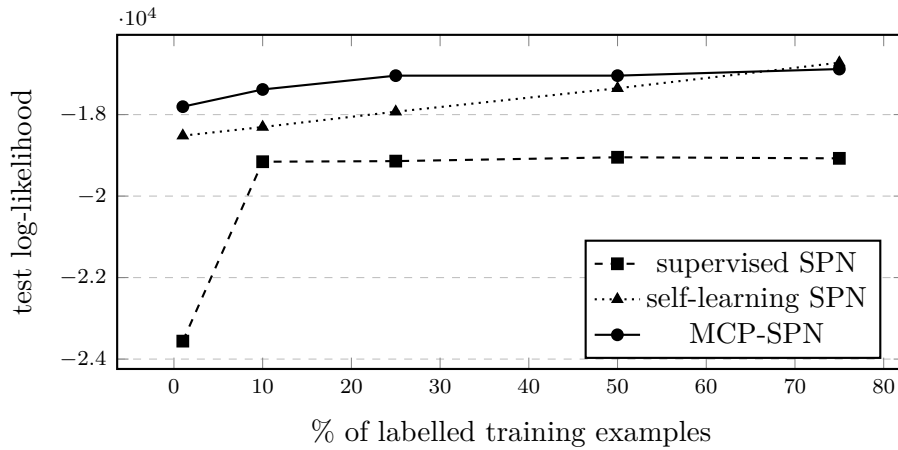 ·10⁴
−1.8
−2
−2.2
−2.4
test log-likelihood
0 10 20 30 40 50 60 70 80
% of labelled training examples
supervised SPN
self-learning SPN
MCP-SPN